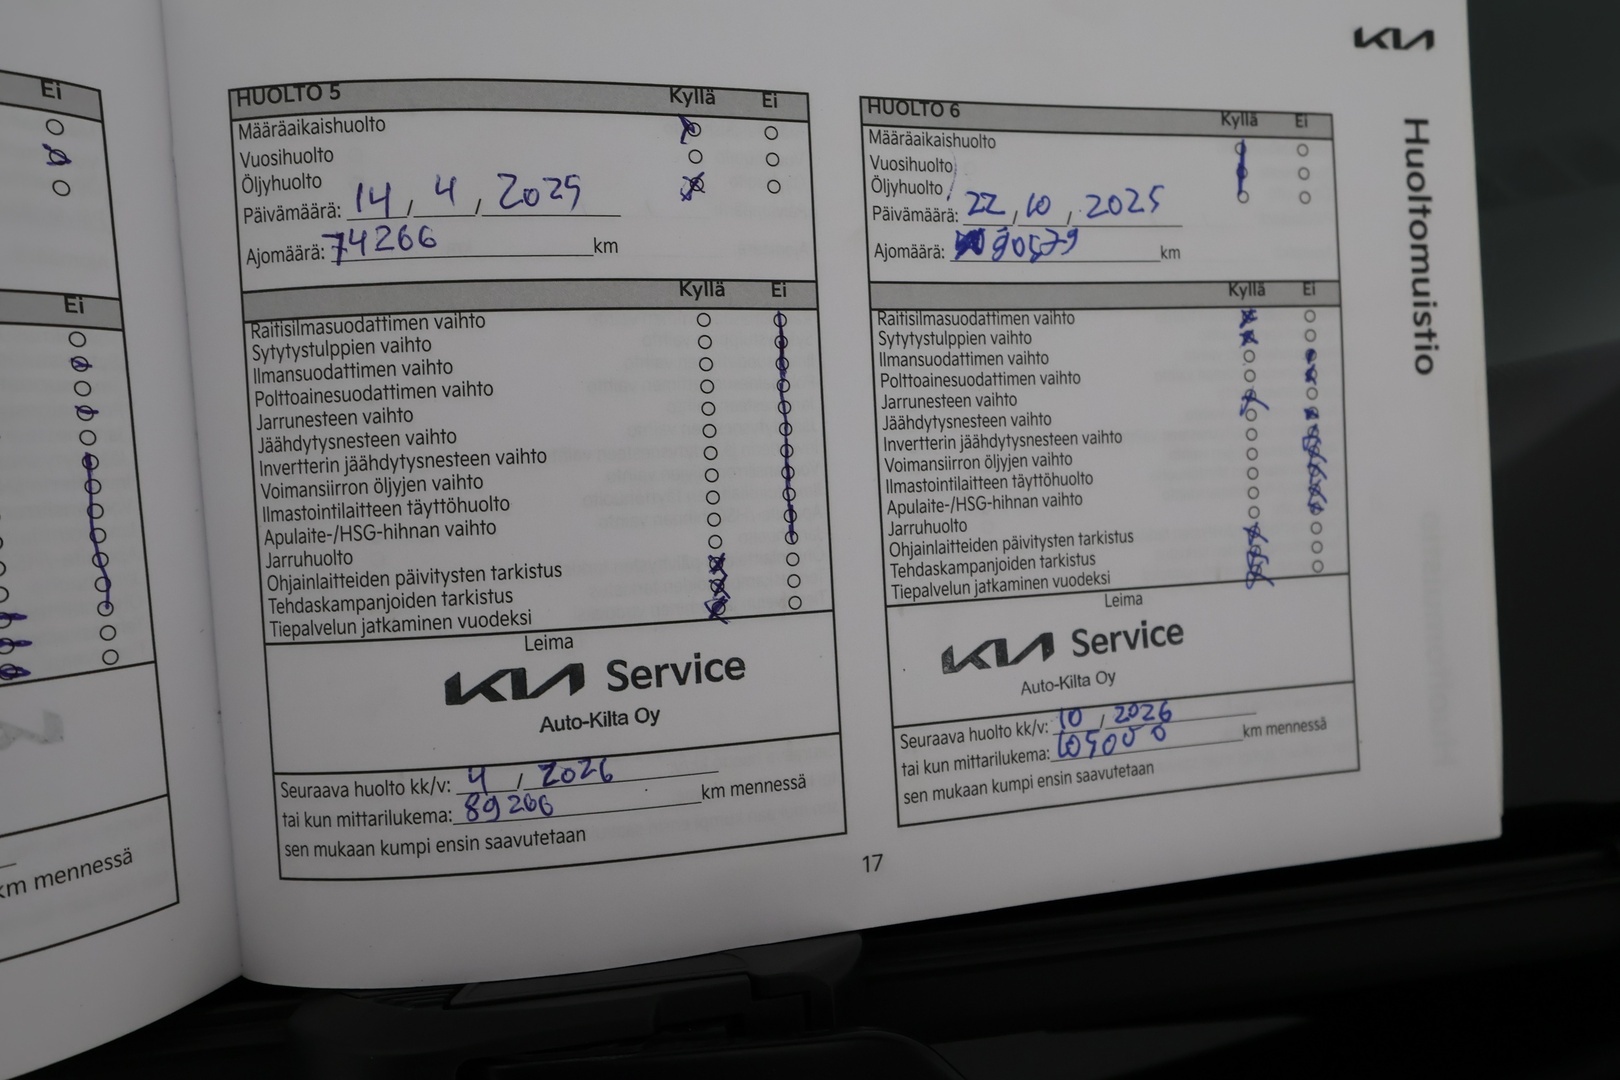 KIA
Huoltomuistio
Ei
Ei
km mennessä
HUOLTO 5 Kyllä Ei
Määräaikaishuolto
Vuosihuolto
Öljyhuolto
Päivämäärä: 14, 4, 2025
Ajomäärä: 74266 km
Kyllä Ei
Raitisilmasuodattimen vaihto
Sytytystulppien vaihto
Ilmansuodattimen vaihto
Polttoainesuodattimen vaihto
Jarrunesteen vaihto
Jäähdytysnesteen vaihto
Invertterin jäähdytysnesteen vaihto
Voimansiirron öljyjen vaihto
Ilmastointilaitteen täyttöhuolto
Apulaite-/HSG-hihnan vaihto
Jarruhuolto
Ohjainlaitteiden päivitysten tarkistus
Tehdaskampanjoiden tarkistus
Tiepalvelun jatkaminen vuodeksi
Leima
KIA Service
Auto-Kilta Oy
Seuraava huolto kk/v: 4, 2026
tai kun mittarilukema: 89266 km mennessä
sen mukaan kumpi ensin saavutetaan
HUOLTO 6 Kyllä Ei
Määräaikaishuolto
Vuosihuolto
Öljyhuolto
Päivämäärä: 22, 10, 2025
Ajomäärä: 90579 km
Kyllä Ei
Raitisilmasuodattimen vaihto
Sytytystulppien vaihto
Ilmansuodattimen vaihto
Polttoainesuodattimen vaihto
Jarrunesteen vaihto
Jäähdytysnesteen vaihto
Invertterin jäähdytysnesteen vaihto
Voimansiirron öljyjen vaihto
Ilmastointilaitteen täyttöhuolto
Apulaite-/HSG-hihnan vaihto
Jarruhuolto
Ohjainlaitteiden päivitysten tarkistus
Tehdaskampanjoiden tarkistus
Tiepalvelun jatkaminen vuodeksi
Leima
KIA Service
Auto-Kilta Oy
Seuraava huolto kk/v: 10, 2026
tai kun mittarilukema: 105000 km mennessä
sen mukaan kumpi ensin saavutetaan
17